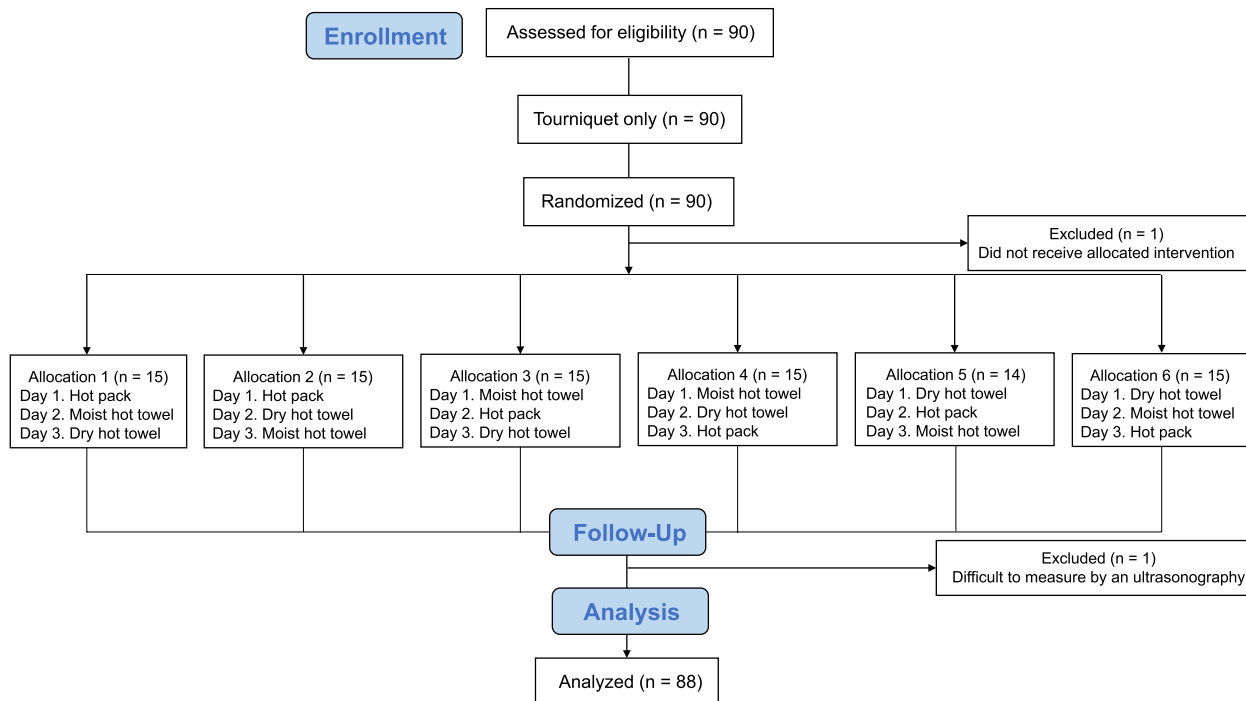 Enrollment
Assessed for eligibility (n = 90)
Tourniquet only (n = 90)
Randomized (n = 90)
Excluded (n = 1)
Did not receive allocated intervention
Allocation 1 (n = 15)
Day 1. Hot pack
Day 2. Moist hot towel
Day 3. Dry hot towel
Allocation 2 (n = 15)
Day 1. Hot pack
Day 2. Dry hot towel
Day 3. Moist hot towel
Allocation 3 (n = 15)
Day 1. Moist hot towel
Day 2. Hot pack
Day 3. Dry hot towel
Allocation 4 (n = 15)
Day 1. Moist hot towel
Day 2. Dry hot towel
Day 3. Hot pack
Allocation 5 (n = 14)
Day 1. Dry hot towel
Day 2. Hot pack
Day 3. Moist hot towel
Allocation 6 (n = 15)
Day 1. Dry hot towel
Day 2. Moist hot towel
Day 3. Hot pack
Follow-Up
Excluded (n = 1)
Difficult to measure by an ultrasonography
Analysis
Analyzed (n = 88)